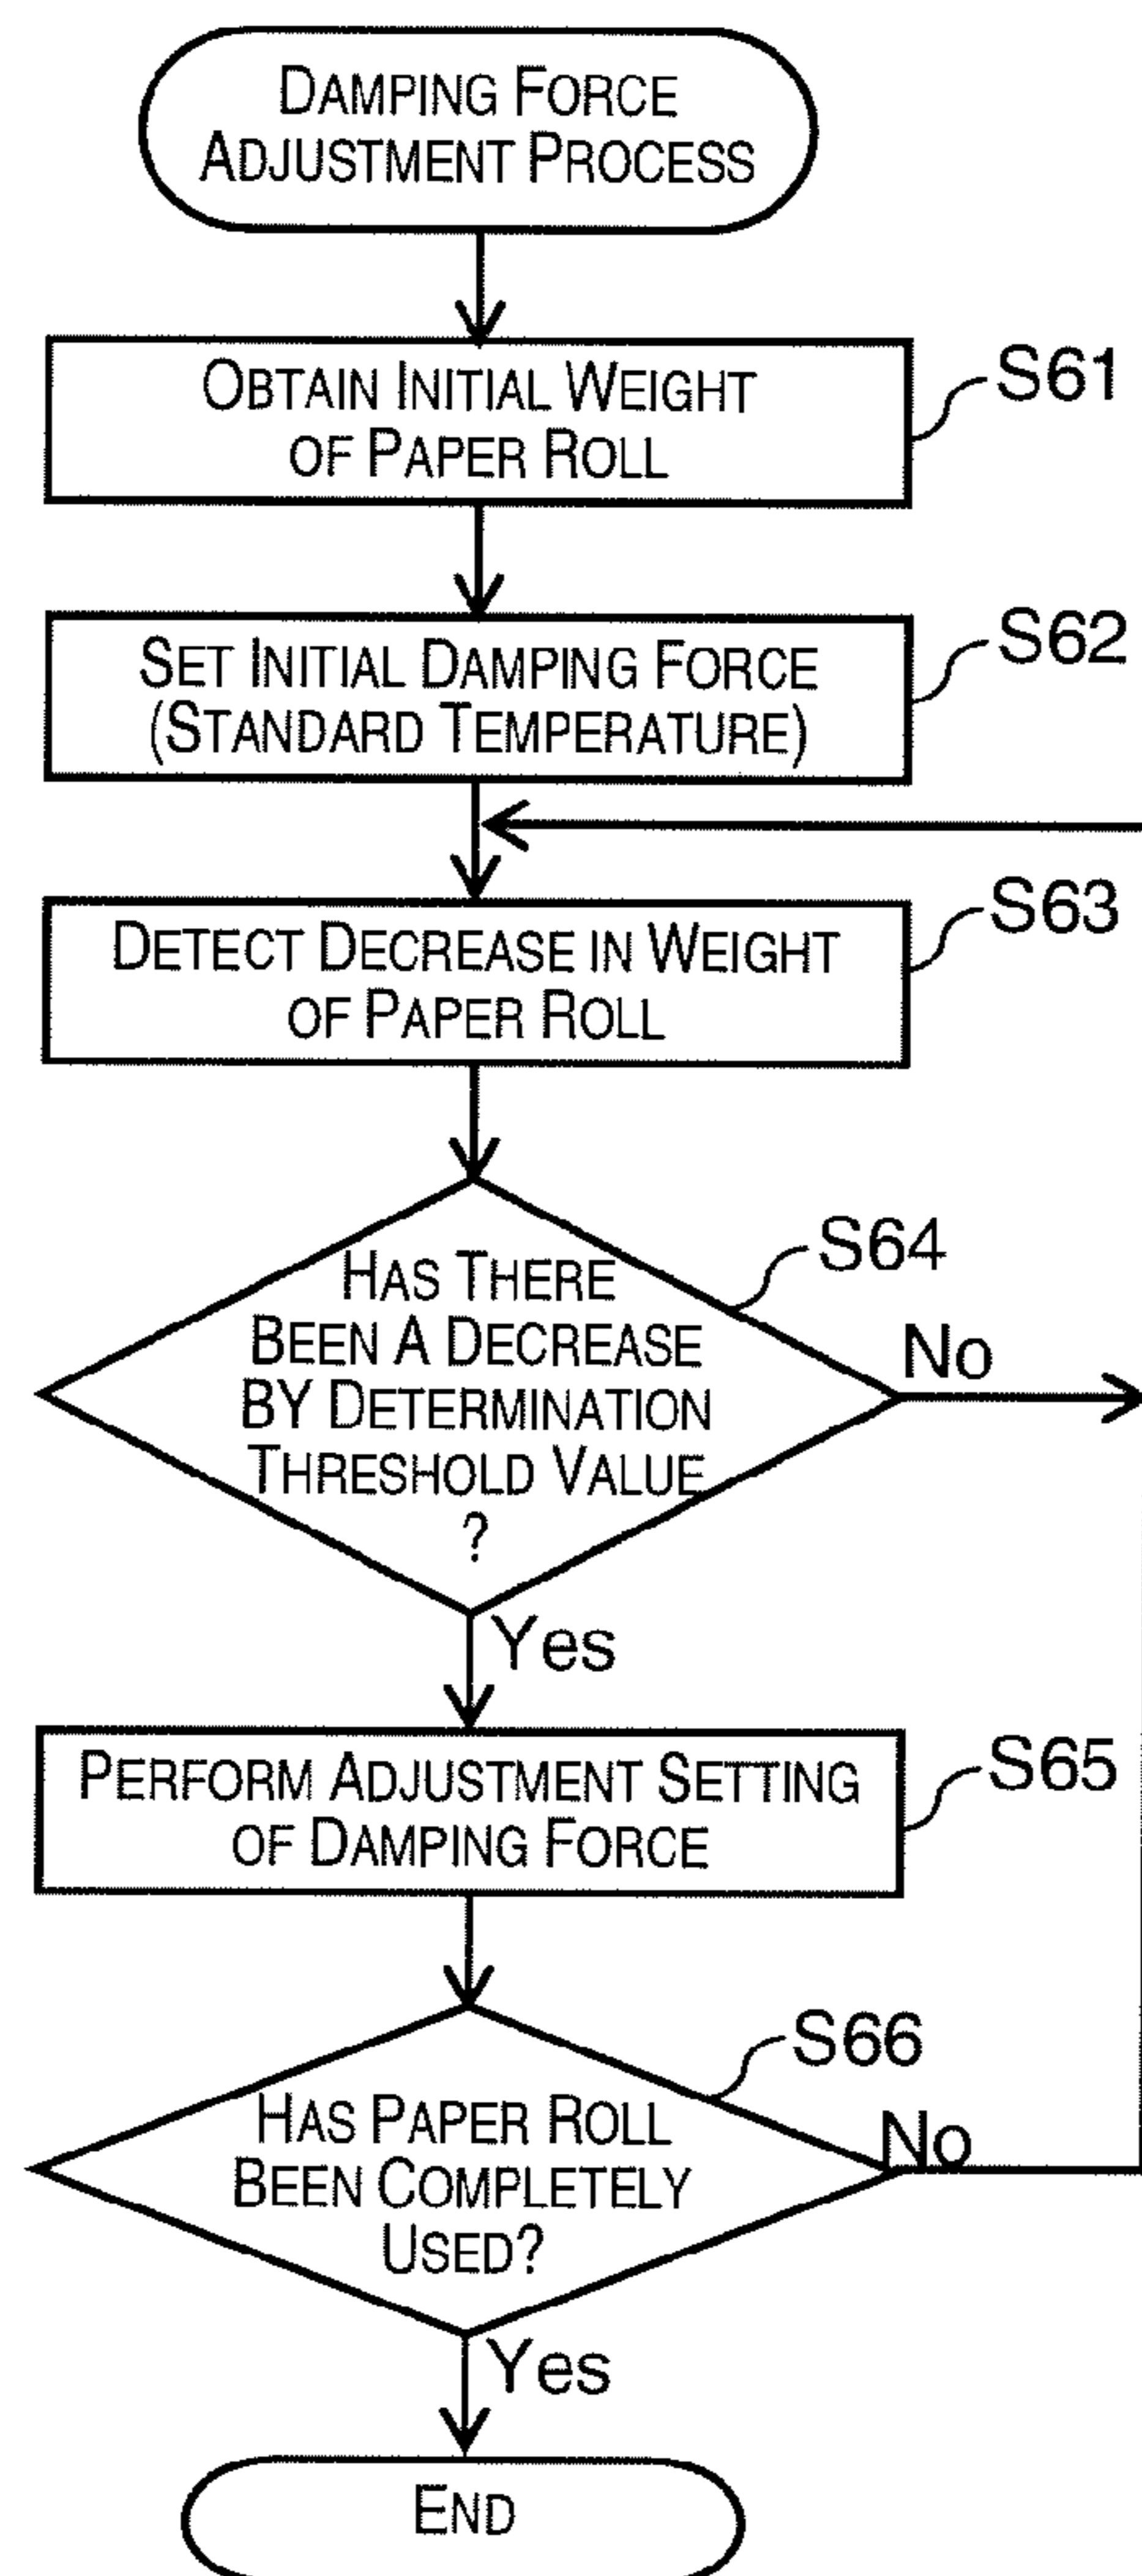 DAMPING FORCE
ADJUSTMENT PROCESS
OBTAIN INITIAL WEIGHT
OF PAPER ROLL
S61
SET INITIAL DAMPING FORCE
(STANDARD TEMPERATURE)
S62
DETECT DECREASE IN WEIGHT
OF PAPER ROLL
S63
HAS THERE
BEEN A DECREASE
BY DETERMINATION
THRESHOLD VALUE
?
S64
No
Yes
PERFORM ADJUSTMENT SETTING
OF DAMPING FORCE
S65
HAS PAPER ROLL
BEEN COMPLETELY
USED?
S66
No
Yes
END